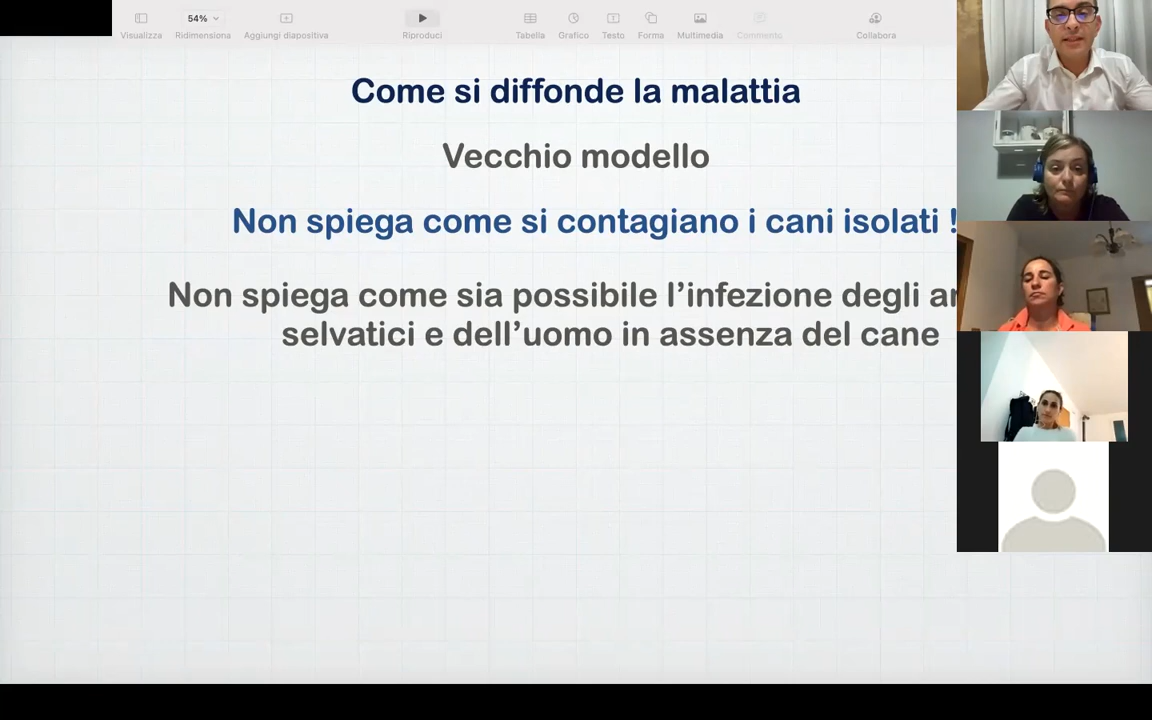 54%
Visualizza Ridimensiona Aggiungi diapositiva Riproduci Tabella Grafico Testo Forma Multimedia Commento Collabora
Come si diffonde la malattia
Vecchio modello
Non spiega come si contagiano i cani isolati !
Non spiega come sia possibile l’infezione degli
selvatici e dell’uomo in assenza del cane